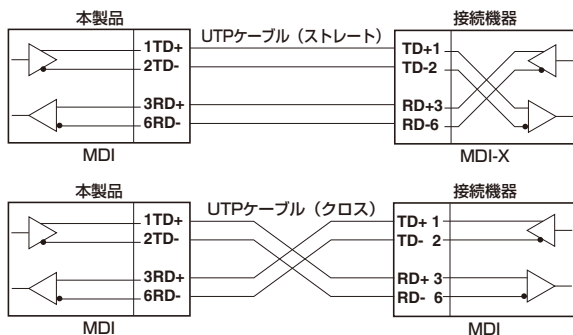 本製品
接続機器
UTPケーブル（ストレート）
1TD+
TD+1
2TD-
TD-2
3RD+
RD+3
6RD-
RD-6
MDI
MDI-X
本製品
接続機器
UTPケーブル（クロス）
1TD+
TD+ 1
2TD-
TD- 2
3RD+
RD+ 3
6RD-
RD- 6
MDI
MDI